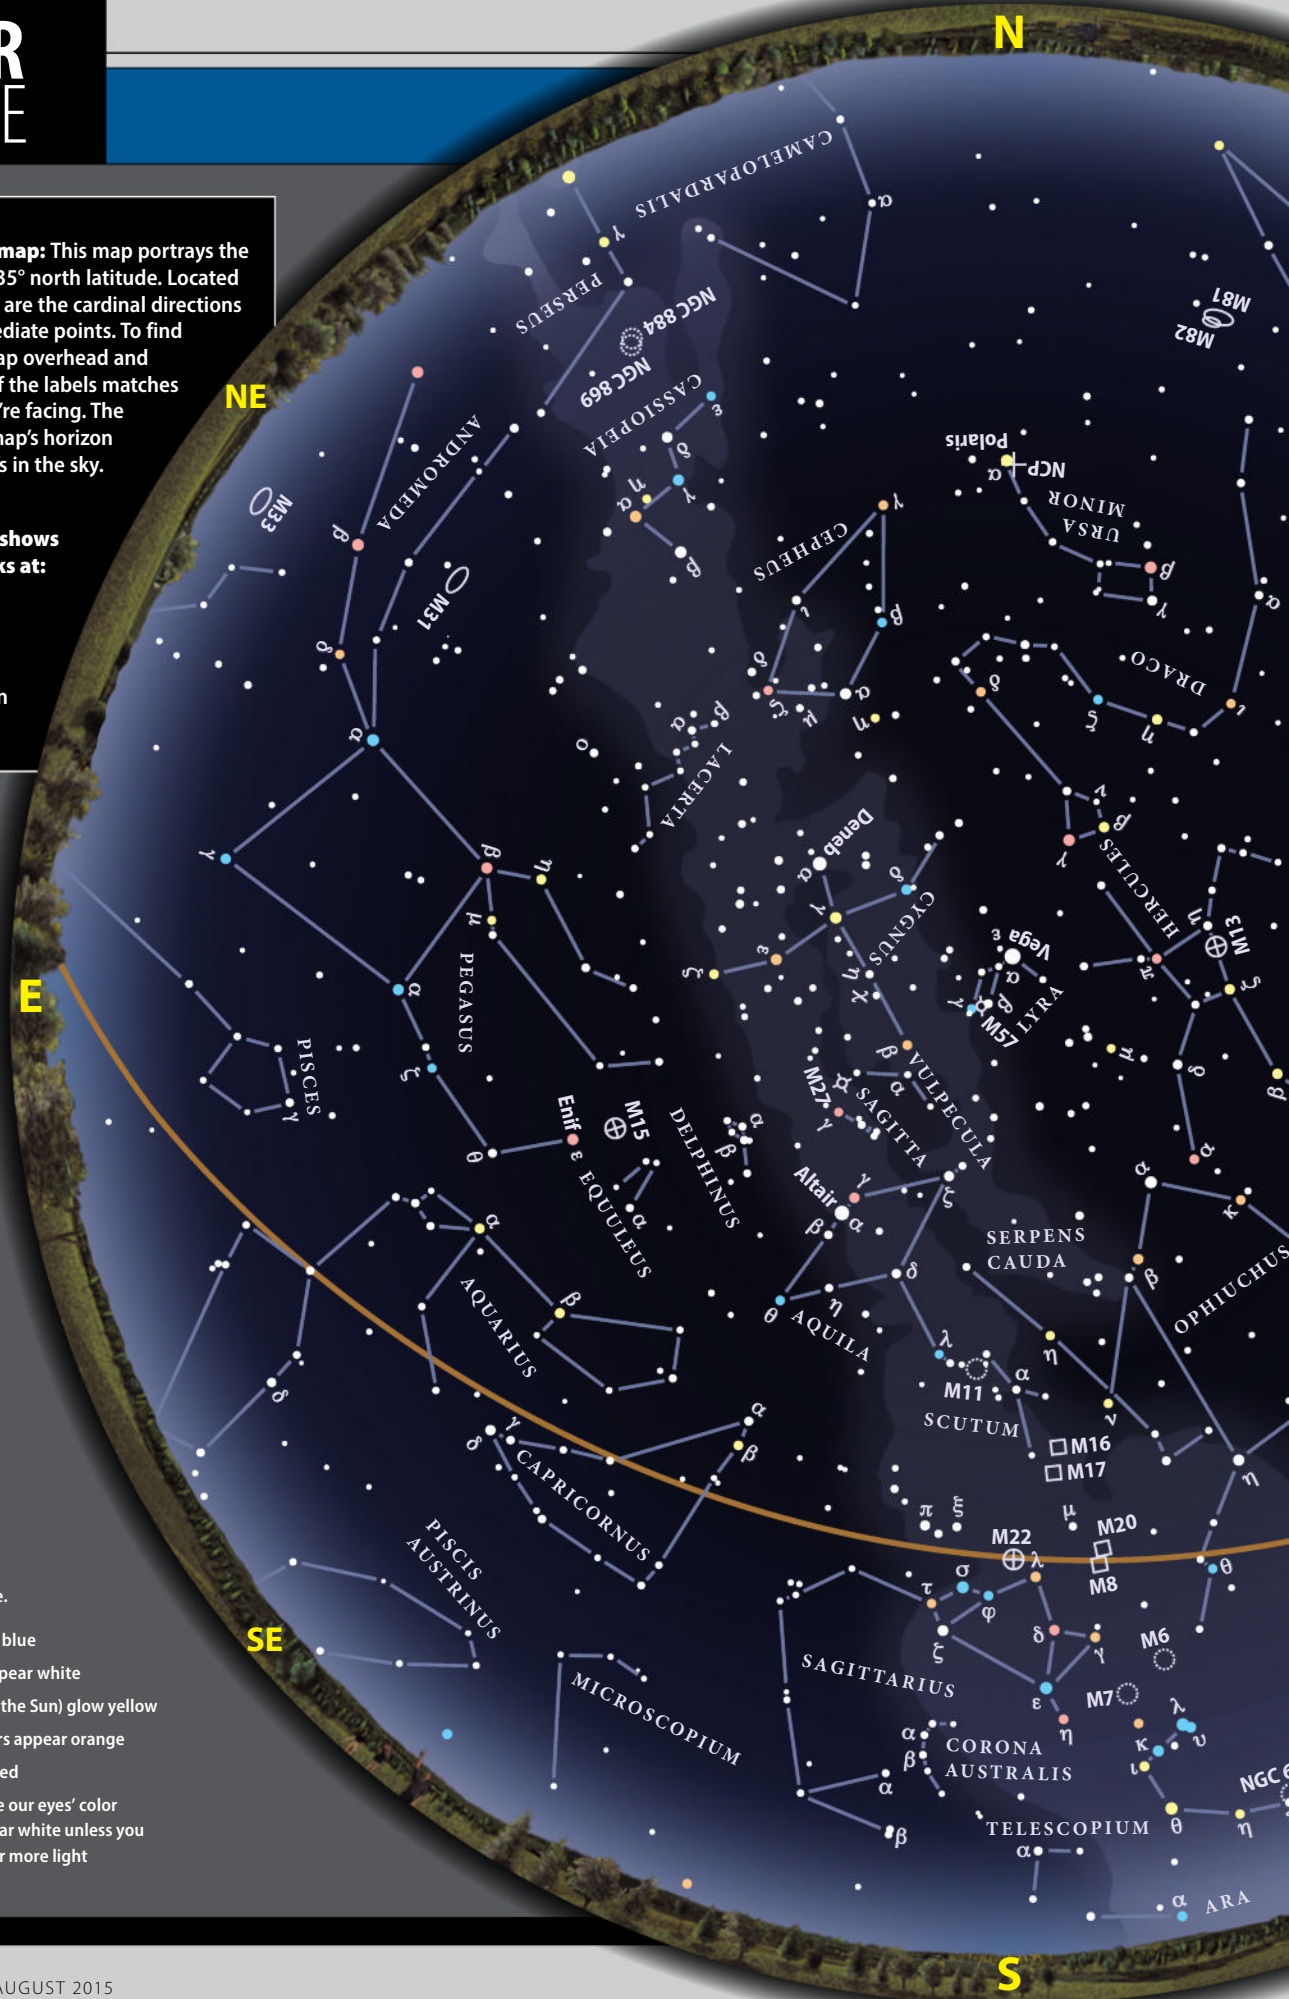 R
E
map: This map portrays the
35° north latitude. Located
are the cardinal directions
ediate points. To find
ap overhead and
f the labels matches
're facing. The
nap's horizon
s in the sky.
shows
ks at:
N
NE
E
SE
S
CAMELOPARDALIS
α
γ
PERSEUS
NGC 884
NGC 869
M81
M82
CASSIOPEIA
ε
δ
γ
η
α
β
ANDROMEDA
M33
β
M31
δ
α
Polaris
α
NCP
URSA
MINOR
β
γ
CEPHEUS
γ
ι
β
δ
ζ
μ
α
η
DRACO
α
δ
ζ
η
ι
ν
β
γ
LACERTA
α
β
ο
γ
β
η
μ
PEGASUS
α
ζ
θ
Enif
ε
M15
Deneb
α
δ
CYGNUS
γ
ε
ζ
η
χ
β
HERCULES
η
M13
π
ζ
μ
δ
β
α
Vega
ε
α
LYRA
γ
β
M57
PISCES
γ
M27
VULPECULA
α
SAGITTA
γ
DELPHINUS
α
β
EQUULEUS
α
Altair
γ
α
β
ζ
δ
θ
η
AQUILA
λ
SERPENS
CAUDA
η
ν
α
κ
β
OPHIUCHUS
η
θ
AQUARIUS
α
β
δ
M11
α
SCUTUM
M16
M17
CAPRICORNUS
α
β
γ
δ
PISCIS
AUSTRINUS
MICROSCOPIUM
π
ξ
μ
M22
M20
M8
λ
σ
τ
φ
ζ
δ
γ
ε
η
SAGITTARIUS
α
β
M6
M7
λ
υ
κ
ι
θ
η
NGC 6
α
β
CORONA
AUSTRALIS
TELESCOPIUM
α
α
ARA
e.
blue
pear white
the Sun) glow yellow
rs appear orange
ed
e our eyes' color
ar white unless you
r more light
AUGUST 2015